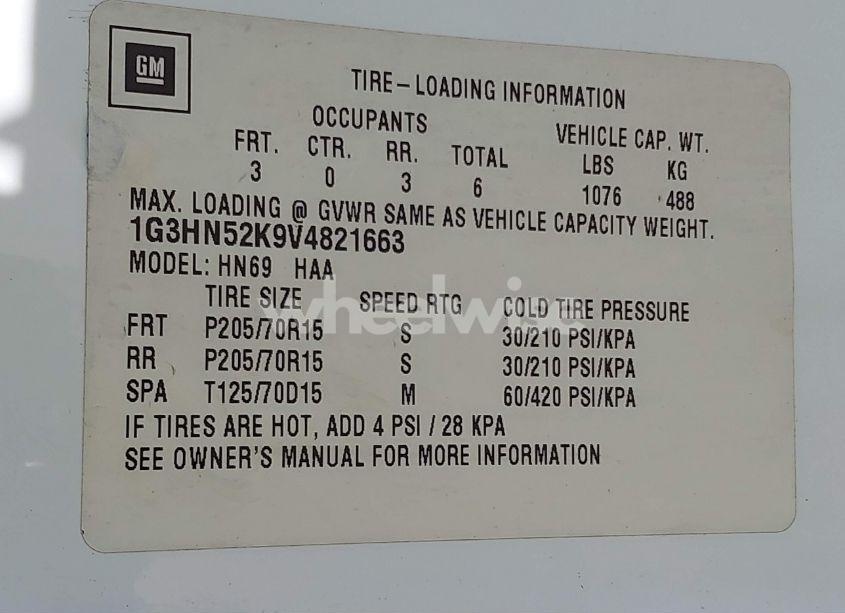 GM
TIRE-LOADING INFORMATION
OCCUPANTS VEHICLE CAP. WT.
FRT. CTR. RR. TOTAL LBS KG
3 0 3 6 1076 488
MAX. LOADING @ GVWR SAME AS VEHICLE CAPACITY WEIGHT.
1G3HN52K9V4821663
MODEL: HN69 HAA
TIRE SIZE SPEED RTG COLD TIRE PRESSURE
wheelwise
FRT P205/70R15 S 30/210 PSI/KPA
RR P205/70R15 S 30/210 PSI/KPA
SPA T125/70D15 M 60/420 PSI/KPA
IF TIRES ARE HOT, ADD 4 PSI / 28 KPA
SEE OWNER'S MANUAL FOR MORE INFORMATION